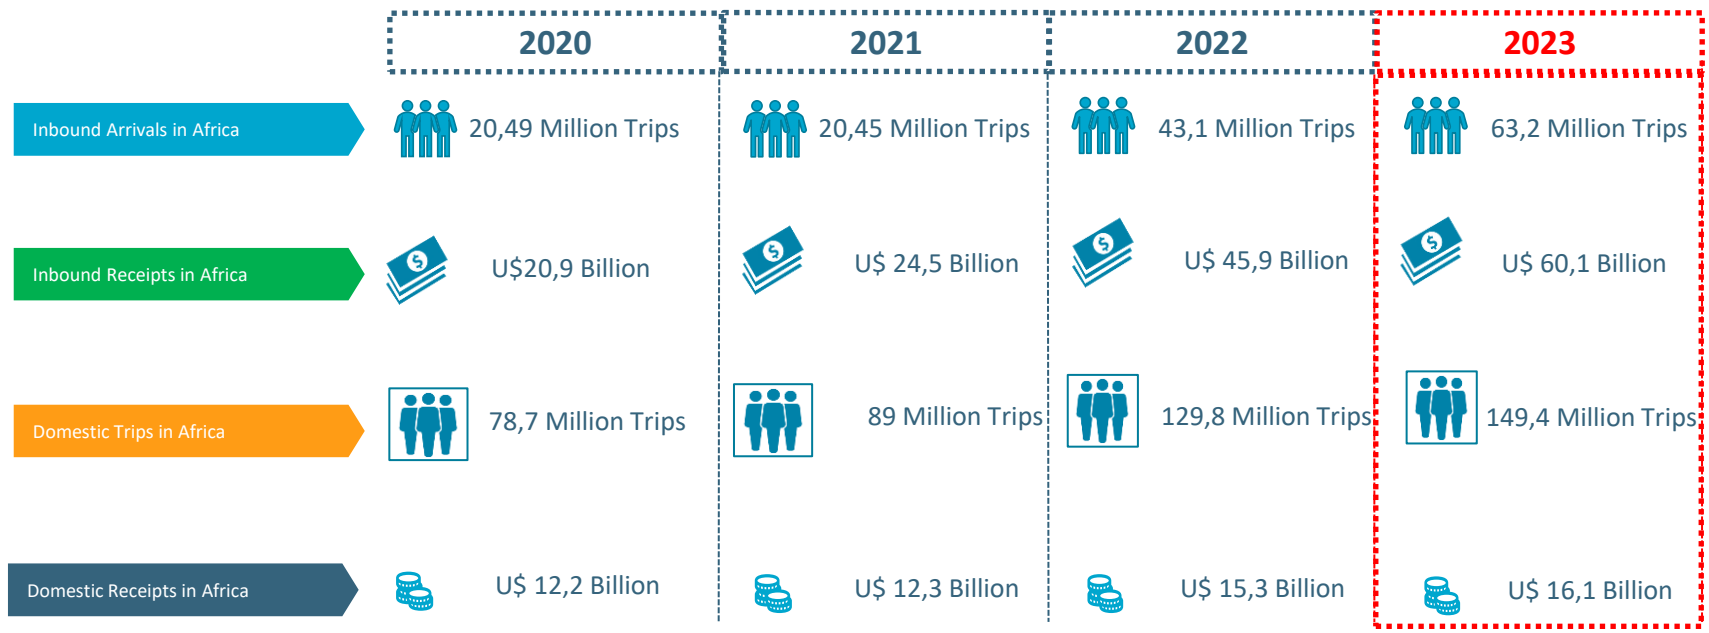 2020 2021 2022 2023
Inbound Arrivals in Africa 20,49 Million Trips 20,45 Million Trips 43,1 Million Trips 63,2 Million Trips
Inbound Receipts in Africa U$20,9 Billion U$ 24,5 Billion U$ 45,9 Billion U$ 60,1 Billion
Domestic Trips in Africa 78,7 Million Trips 89 Million Trips 129,8 Million Trips 149,4 Million Trips
Domestic Receipts in Africa U$ 12,2 Billion U$ 12,3 Billion U$ 15,3 Billion U$ 16,1 Billion